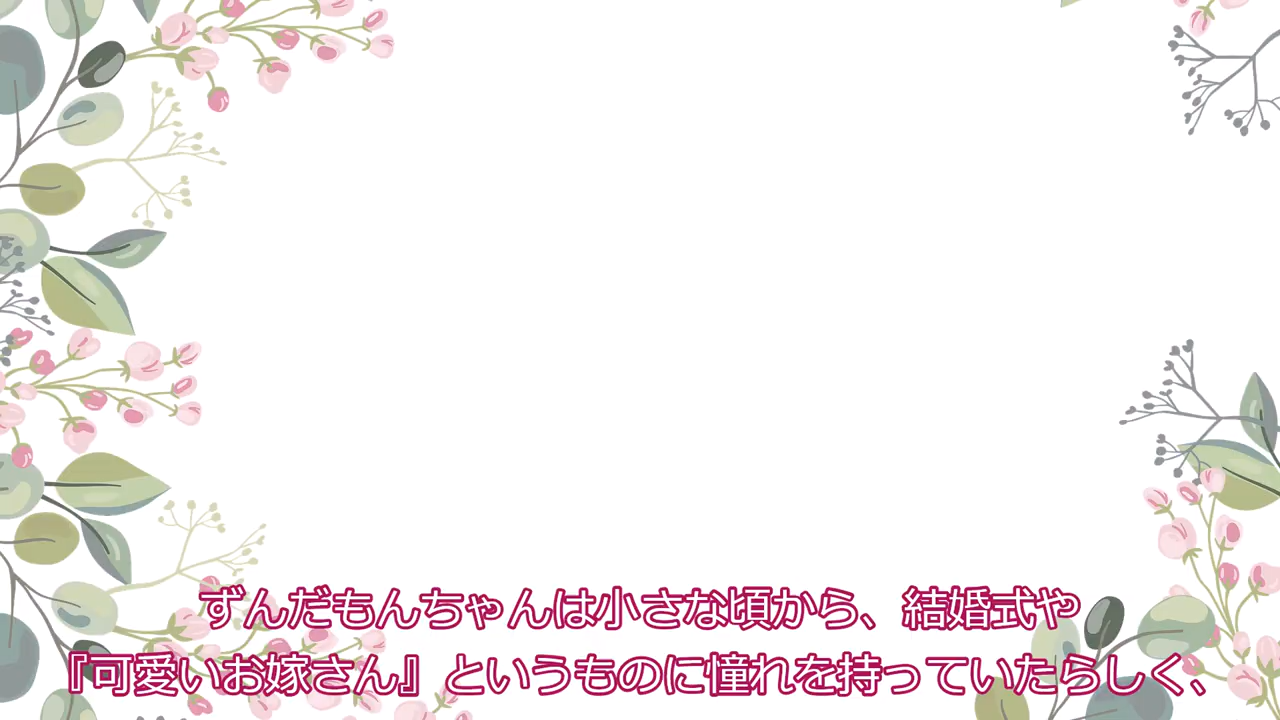 ずんだもんちゃんは小さな頃から、結婚式や
『可愛いお嫁さん』というものに憧れを持っていたらしく、